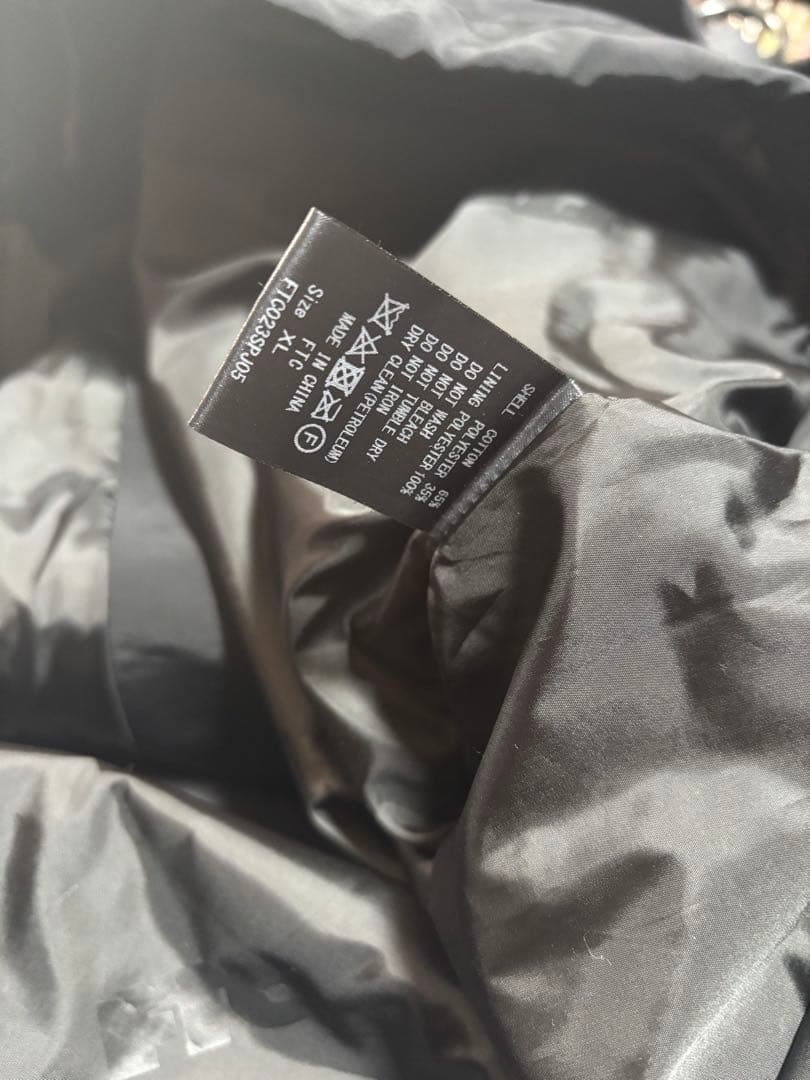 SHELL COTTON 65%
POLYESTER 35%
LINING POLYESTER 100%
DO NOT WASH
DO NOT BLEACH
DO NOT TUMBLE DRY
DO NOT IRON
DRY CLEAN(PETROLEUM)
F
FTC
MADE IN CHINA
Size XL
FTC023SPJ05